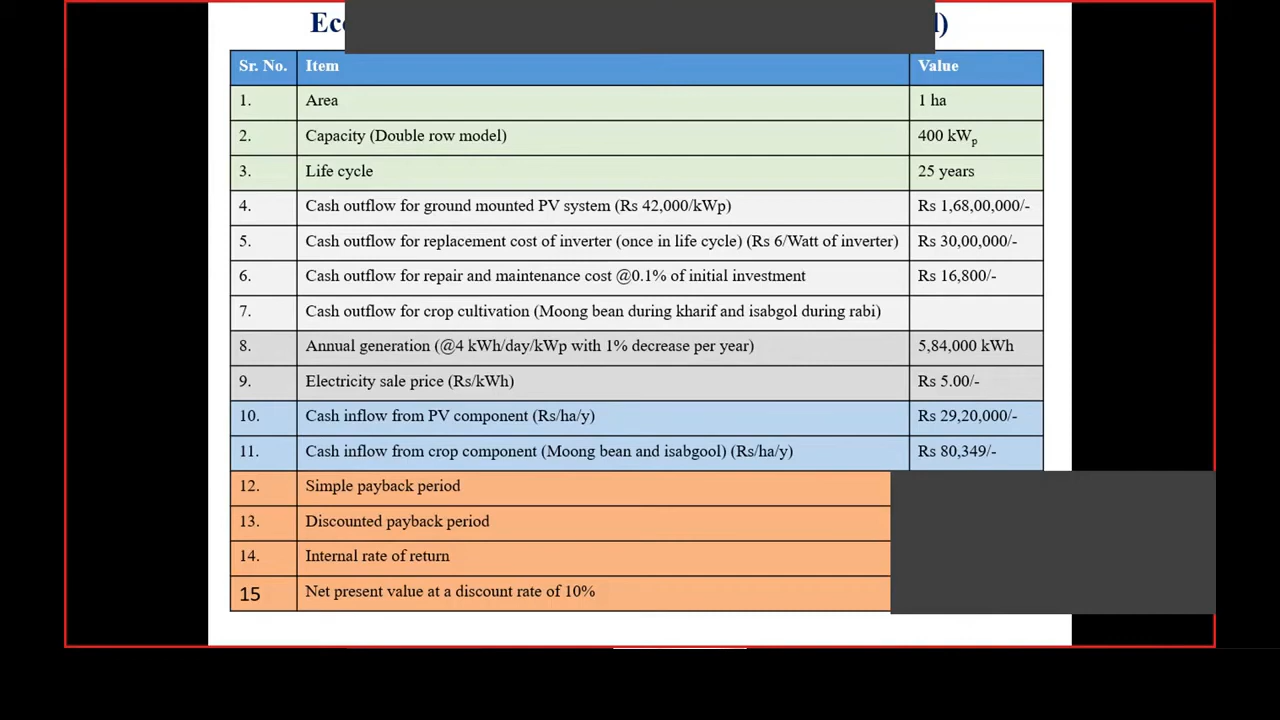 Sr. No. Item Value
1. Area 1 ha
2. Capacity (Double row model) 400 kWp
3. Life cycle 25 years
4. Cash outflow for ground mounted PV system (Rs 42,000/kWp) Rs 1,68,00,000/-
5. Cash outflow for replacement cost of inverter (once in life cycle) (Rs 6/Watt of inverter) Rs 30,00,000/-
6. Cash outflow for repair and maintenance cost @0.1% of initial investment Rs 16,800/-
7. Cash outflow for crop cultivation (Moong bean during kharif and isabgol during rabi)
8. Annual generation (@4 kWh/day/kWp with 1% decrease per year) 5,84,000 kWh
9. Electricity sale price (Rs/kWh) Rs 5.00/-
10. Cash inflow from PV component (Rs/ha/y) Rs 29,20,000/-
11. Cash inflow from crop component (Moong bean and isabgool) (Rs/ha/y) Rs 80,349/-
12. Simple payback period
13. Discounted payback period
14. Internal rate of return
15 Net present value at a discount rate of 10%